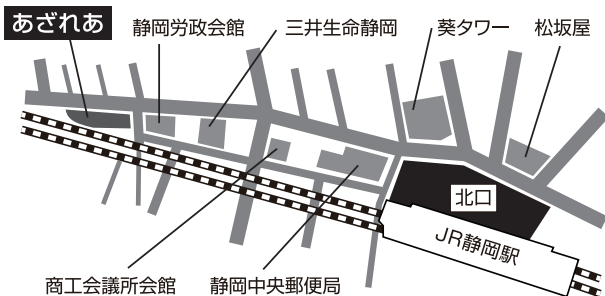 あざれあ
静岡労政会館
三井生命静岡
葵タワー
松坂屋
北口
JR静岡駅
商工会議所会館
静岡中央郵便局